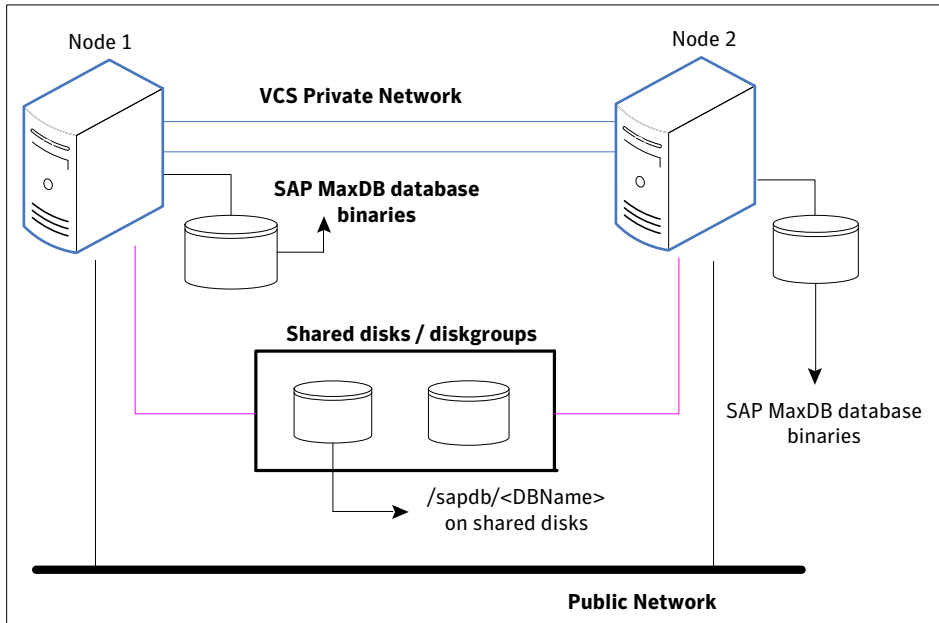 Node 1
Node 2
VCS Private Network
SAP MaxDB database
binaries
Shared disks / diskgroups
SAP MaxDB database
binaries
/sapdb/<DBName>
on shared disks
Public Network